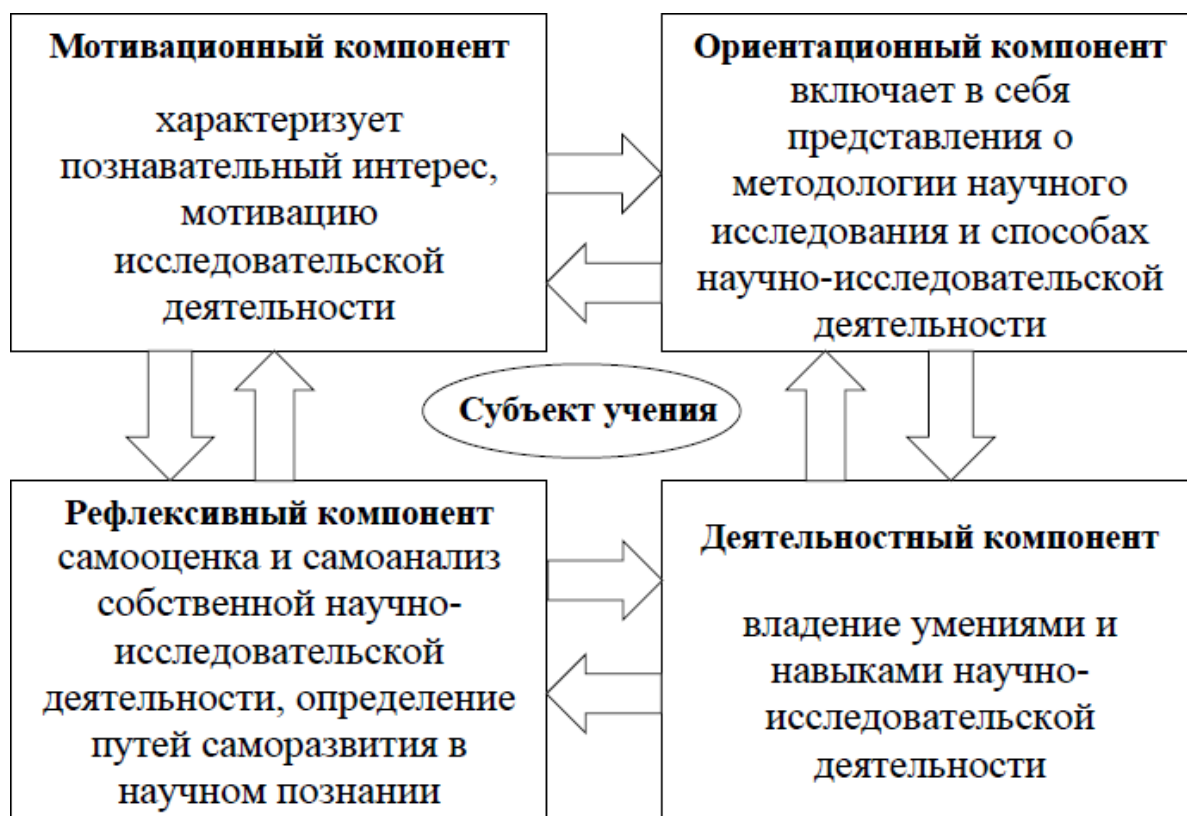 Мотивационный компонент
характеризует
познавательный интерес,
мотивацию
исследовательской
деятельности
Ориентационный компонент
включает в себя
представления о
методологии научного
исследования и способах
научно-исследовательской
деятельности
Субъект учения
Рефлексивный компонент
самооценка и самоанализ
собственной научно-
исследовательской
деятельности, определение
путей саморазвития в
научном познании
Деятельностный компонент
владение умениями и
навыками научно-
исследовательской
деятельности